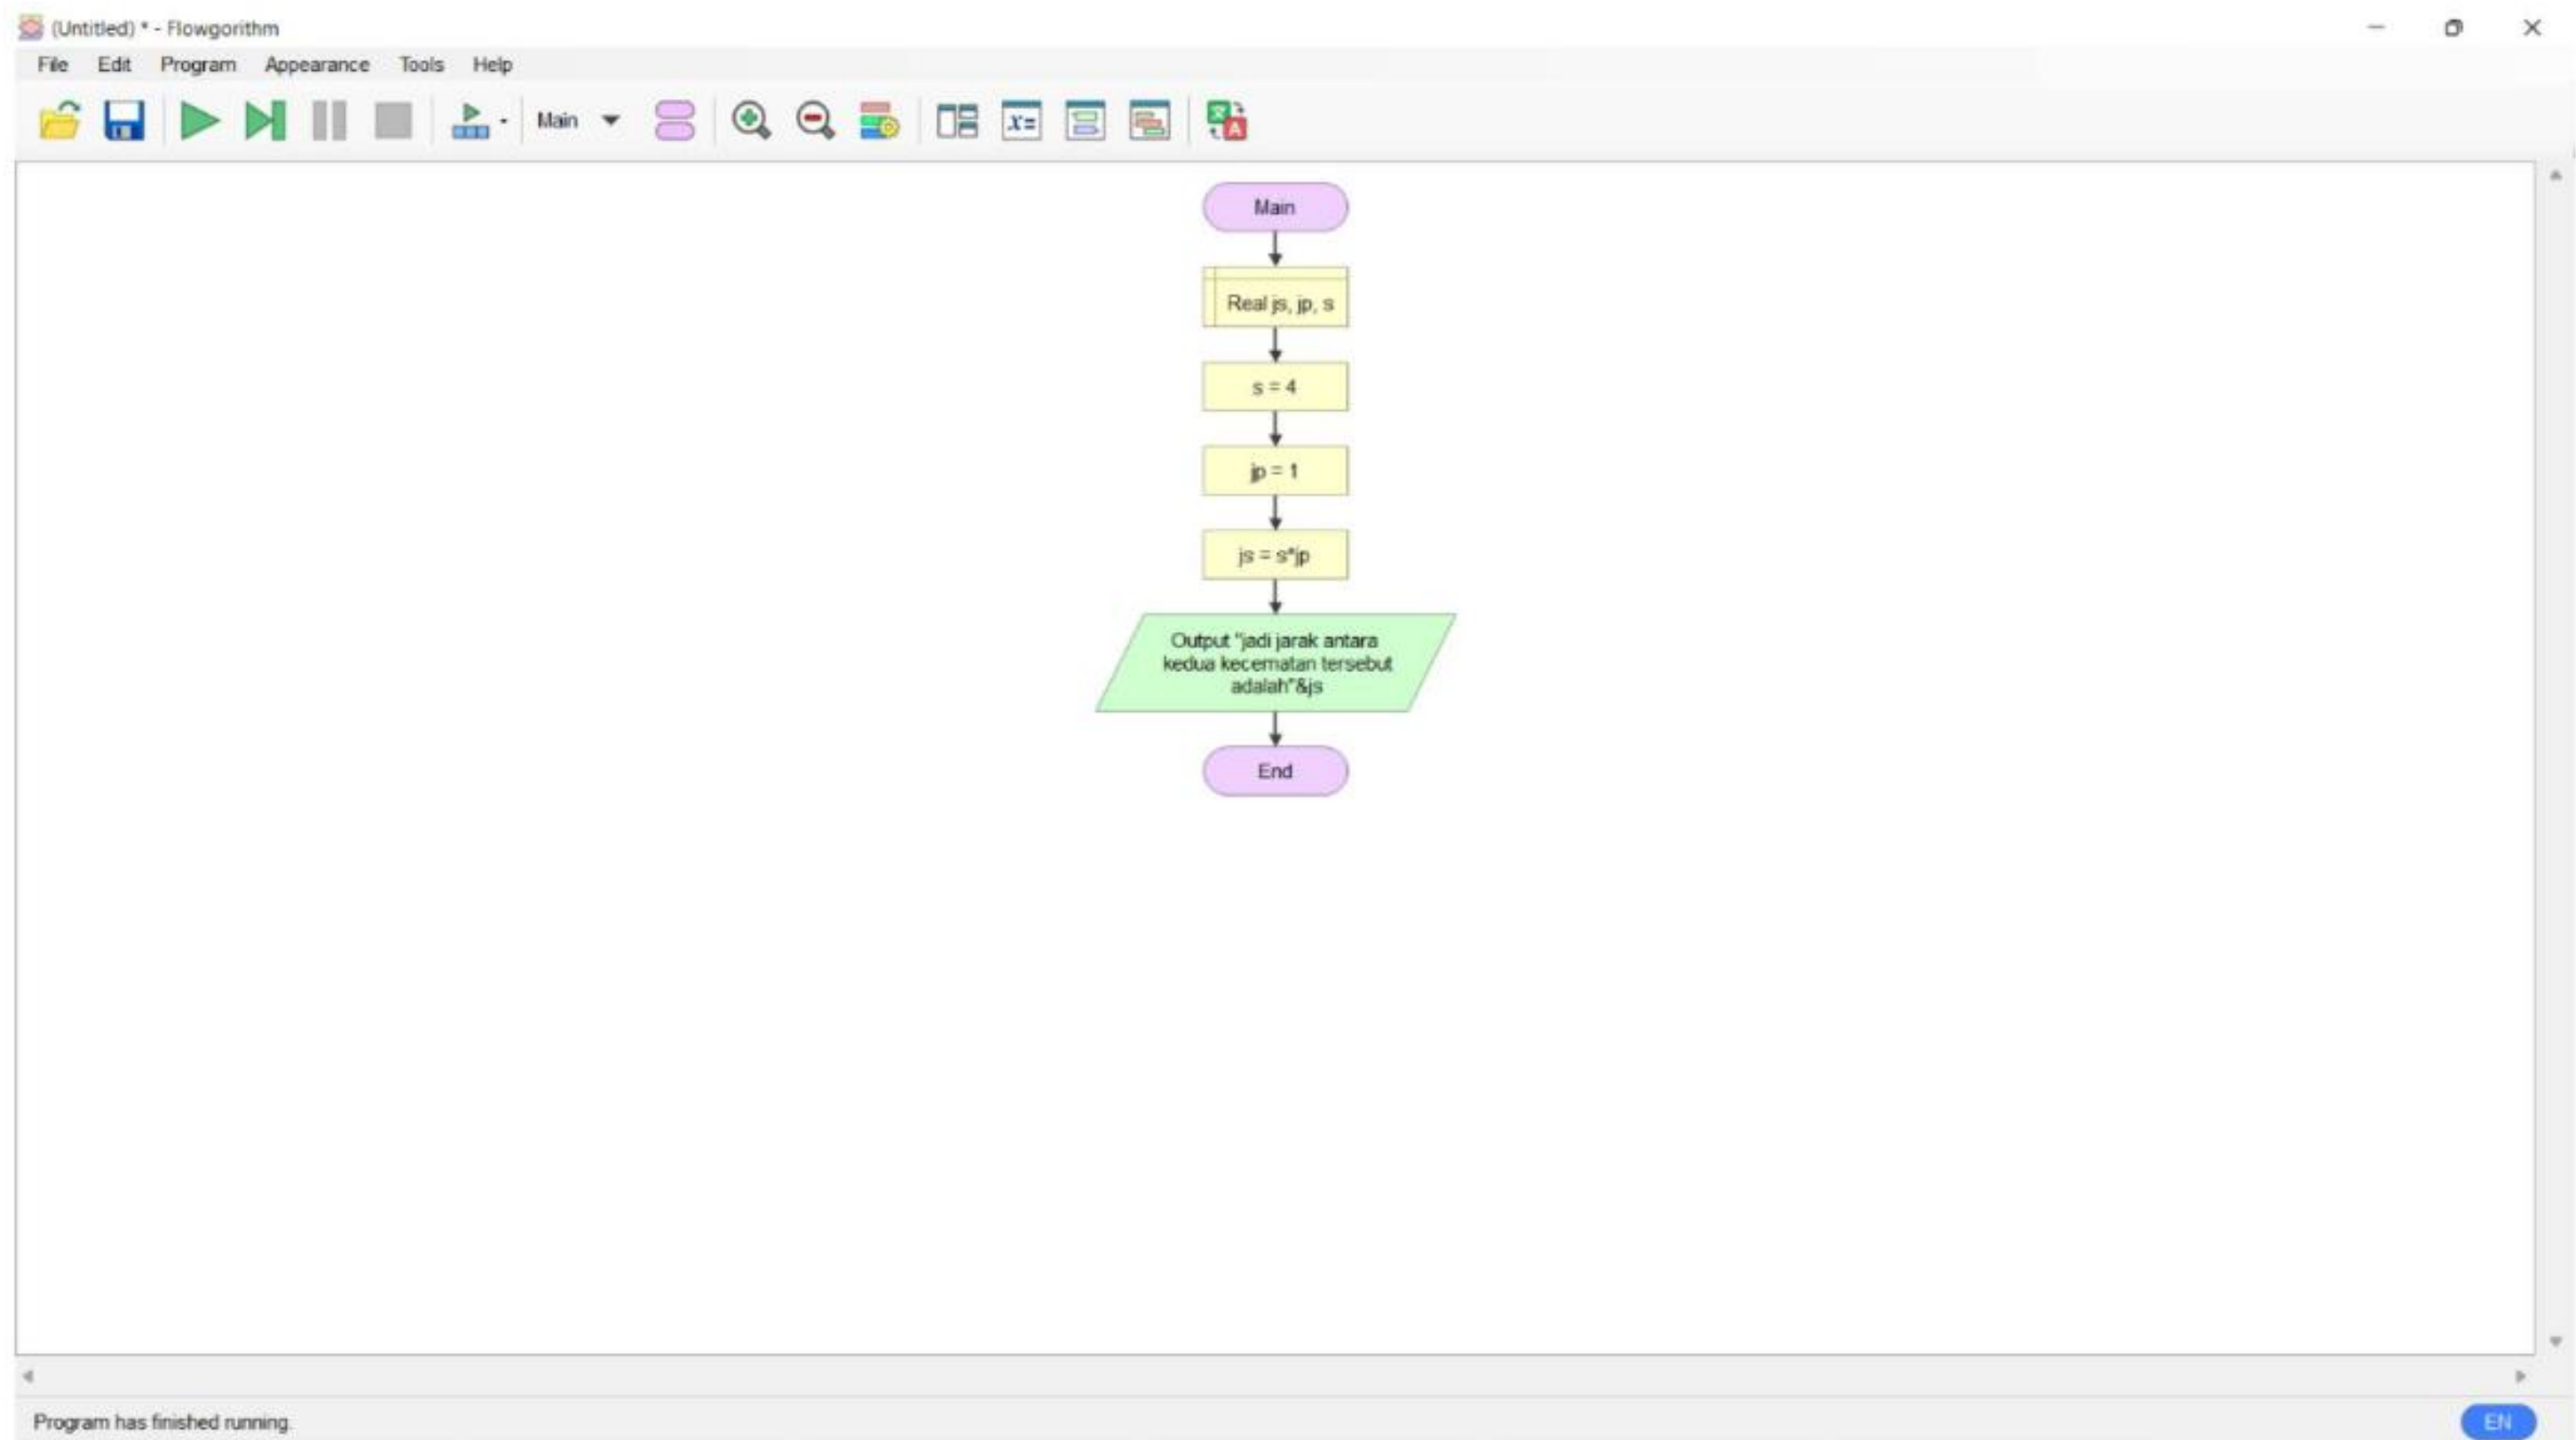 (Untitled) * - Flowgorithm
File Edit Program Appearance Tools Help
Main
x=
A
Main
Real js, jp, s
s = 4
jp = 1
js = s*jp
Output "jadi jarak antara
kedua kecematan tersebut
adalah"&js
End
Program has finished running.
EN